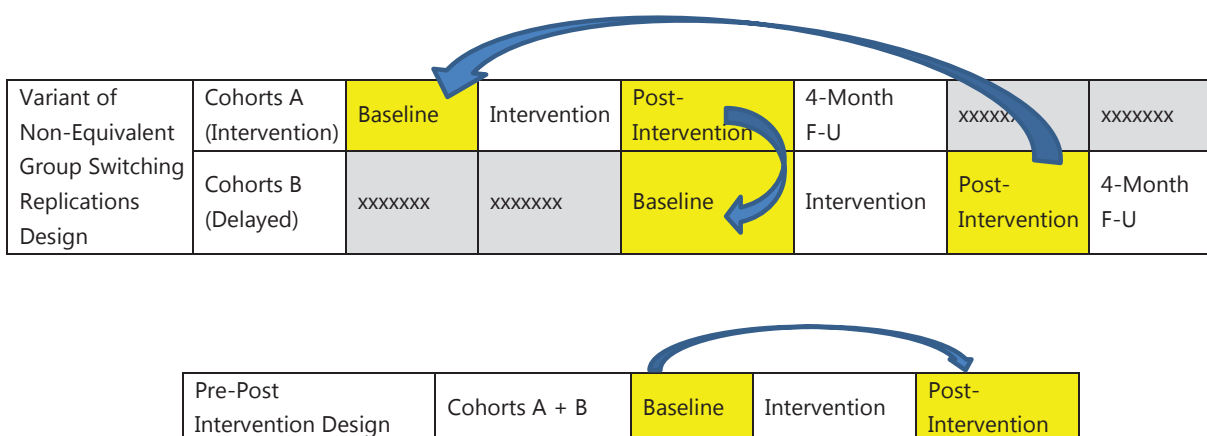 Variant of
Non-Equivalent
Group Switching
Replications
Design
Cohorts A
(Intervention)
Baseline
Intervention
Post-
Intervention
4-Month
F-U
xxxxxx
xxxxxxx
Cohorts B
(Delayed)
xxxxxxx
xxxxxxx
Baseline
Intervention
Post-
Intervention
4-Month
F-U
Pre-Post
Intervention Design
Cohorts A + B
Baseline
Intervention
Post-
Intervention